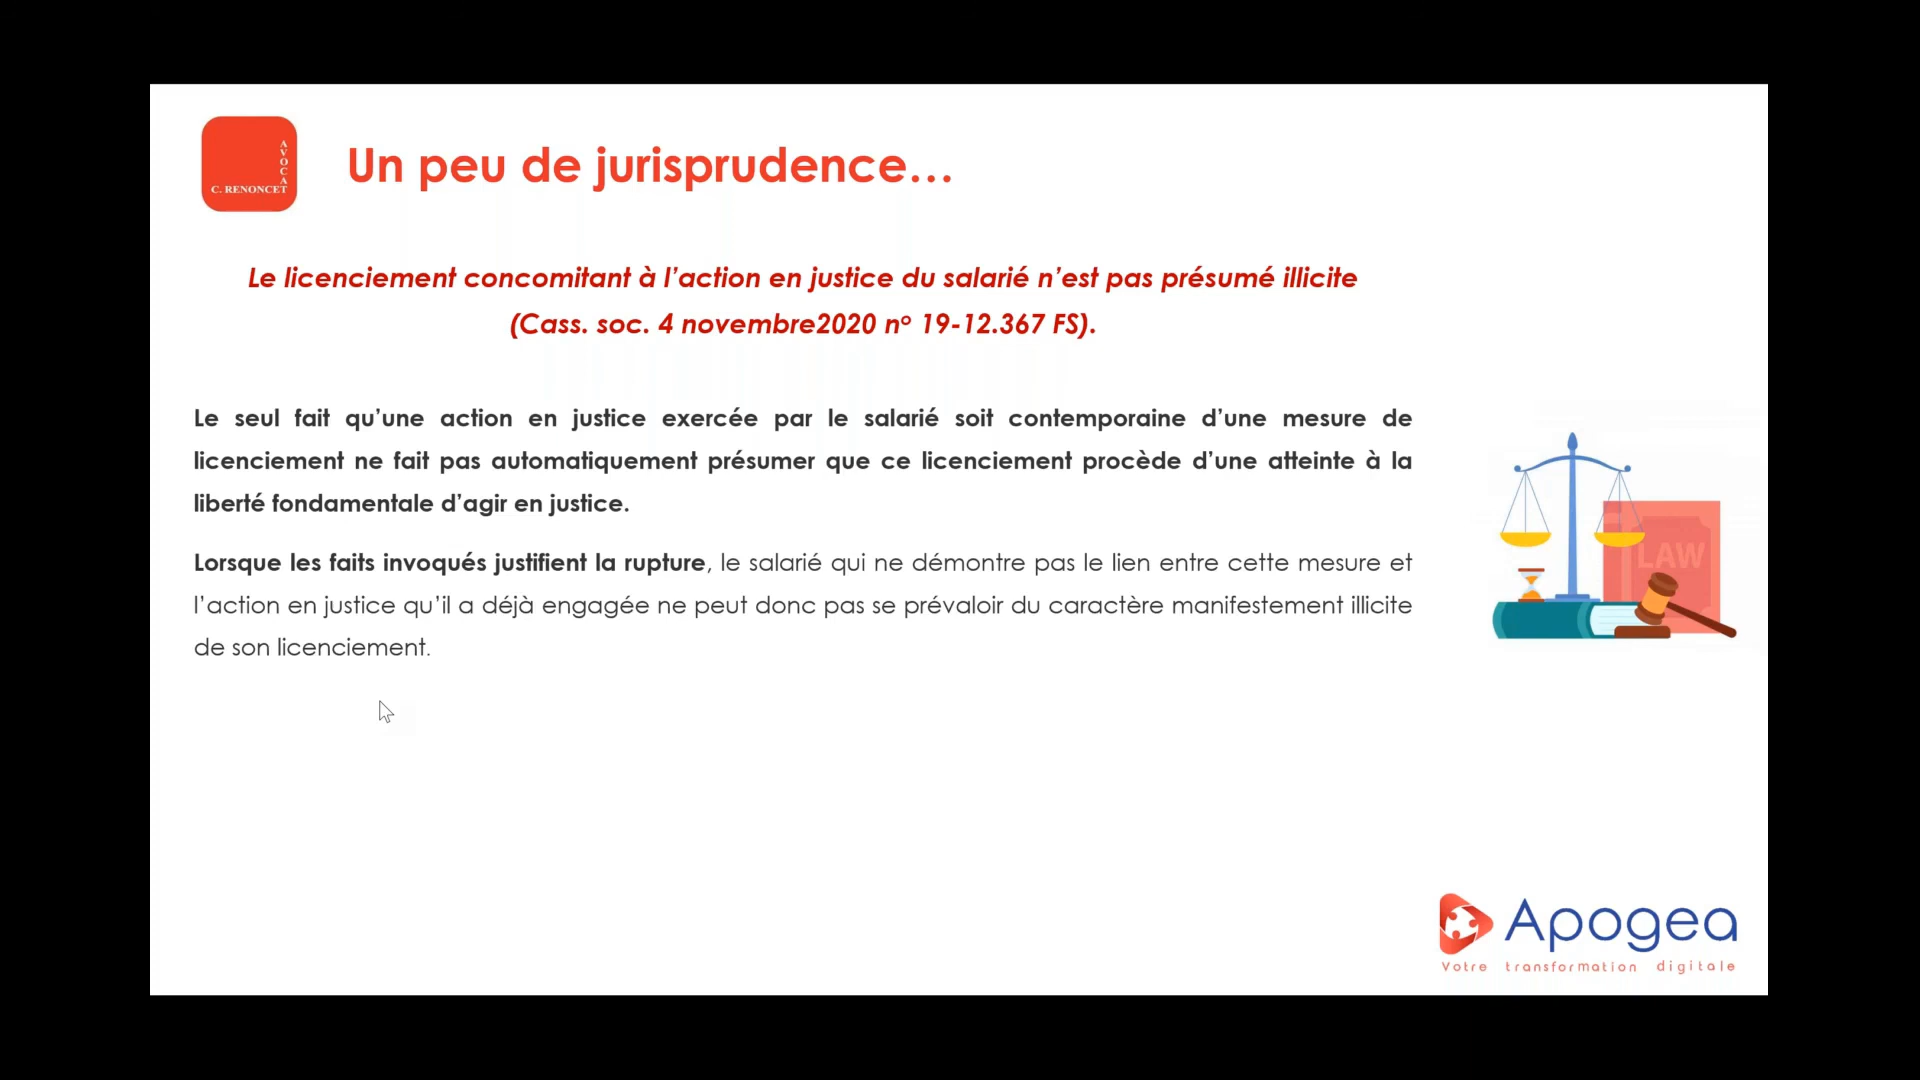 AVOCAT
C. RENONCET
Un peu de jurisprudence…
Le licenciement concomitant à l’action en justice du salarié n’est pas présumé illicite
(Cass. soc. 4 novembre2020 nº 19-12.367 FS).
Le seul fait qu’une action en justice exercée par le salarié soit contemporaine d’une mesure de
licenciement ne fait pas automatiquement présumer que ce licenciement procède d’une atteinte à la
liberté fondamentale d’agir en justice.
Lorsque les faits invoqués justifient la rupture, le salarié qui ne démontre pas le lien entre cette mesure et
l’action en justice qu’il a déjà engagée ne peut donc pas se prévaloir du caractère manifestement illicite
de son licenciement.
LAW
Apogea
Votre transformation digitale